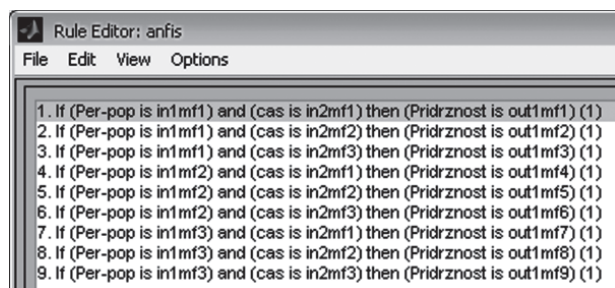 Rule Editor: anfis
File Edit View Options
1. If (Per-pop is in1mf1) and (cas is in2mf1) then (Pridrznost is out1mf1) (1)
2. If (Per-pop is in1mf1) and (cas is in2mf2) then (Pridrznost is out1mf2) (1)
3. If (Per-pop is in1mf1) and (cas is in2mf3) then (Pridrznost is out1mf3) (1)
4. If (Per-pop is in1mf2) and (cas is in2mf1) then (Pridrznost is out1mf4) (1)
5. If (Per-pop is in1mf2) and (cas is in2mf2) then (Pridrznost is out1mf5) (1)
6. If (Per-pop is in1mf2) and (cas is in2mf3) then (Pridrznost is out1mf6) (1)
7. If (Per-pop is in1mf3) and (cas is in2mf1) then (Pridrznost is out1mf7) (1)
8. If (Per-pop is in1mf3) and (cas is in2mf2) then (Pridrznost is out1mf8) (1)
9. If (Per-pop is in1mf3) and (cas is in2mf3) then (Pridrznost is out1mf9) (1)